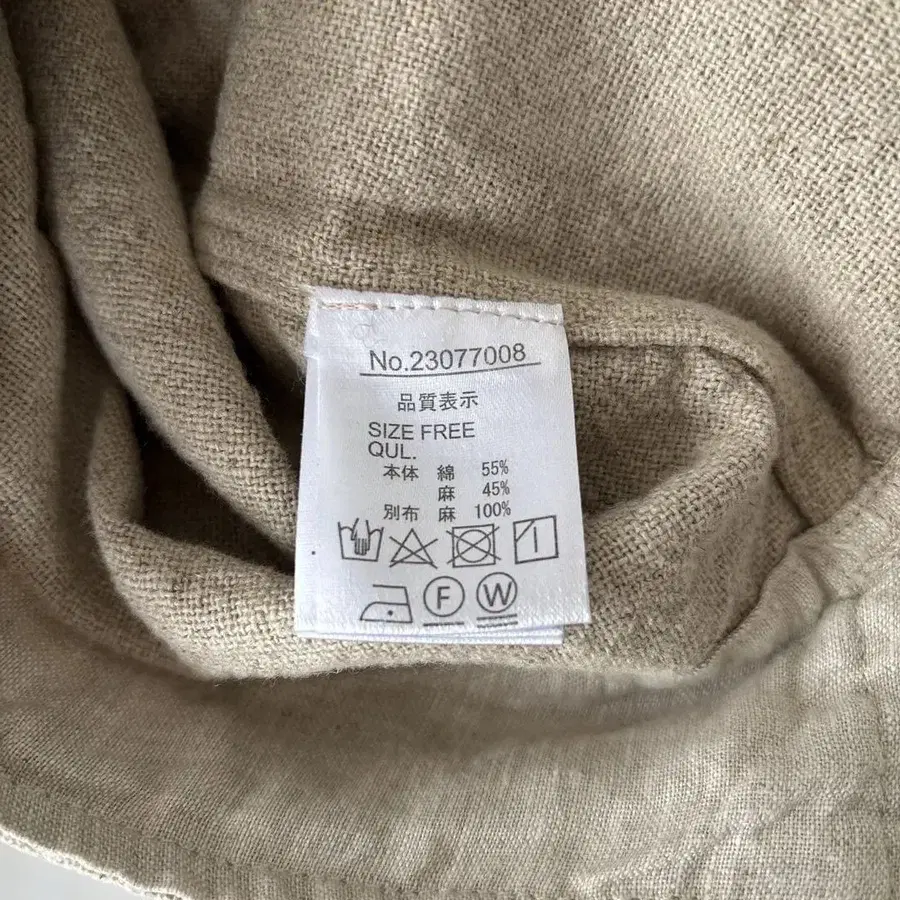 No.23077008
品質表示
SIZE FREE
QUL.
本体 綿 55%
麻 45%
別布 麻 100%
F W